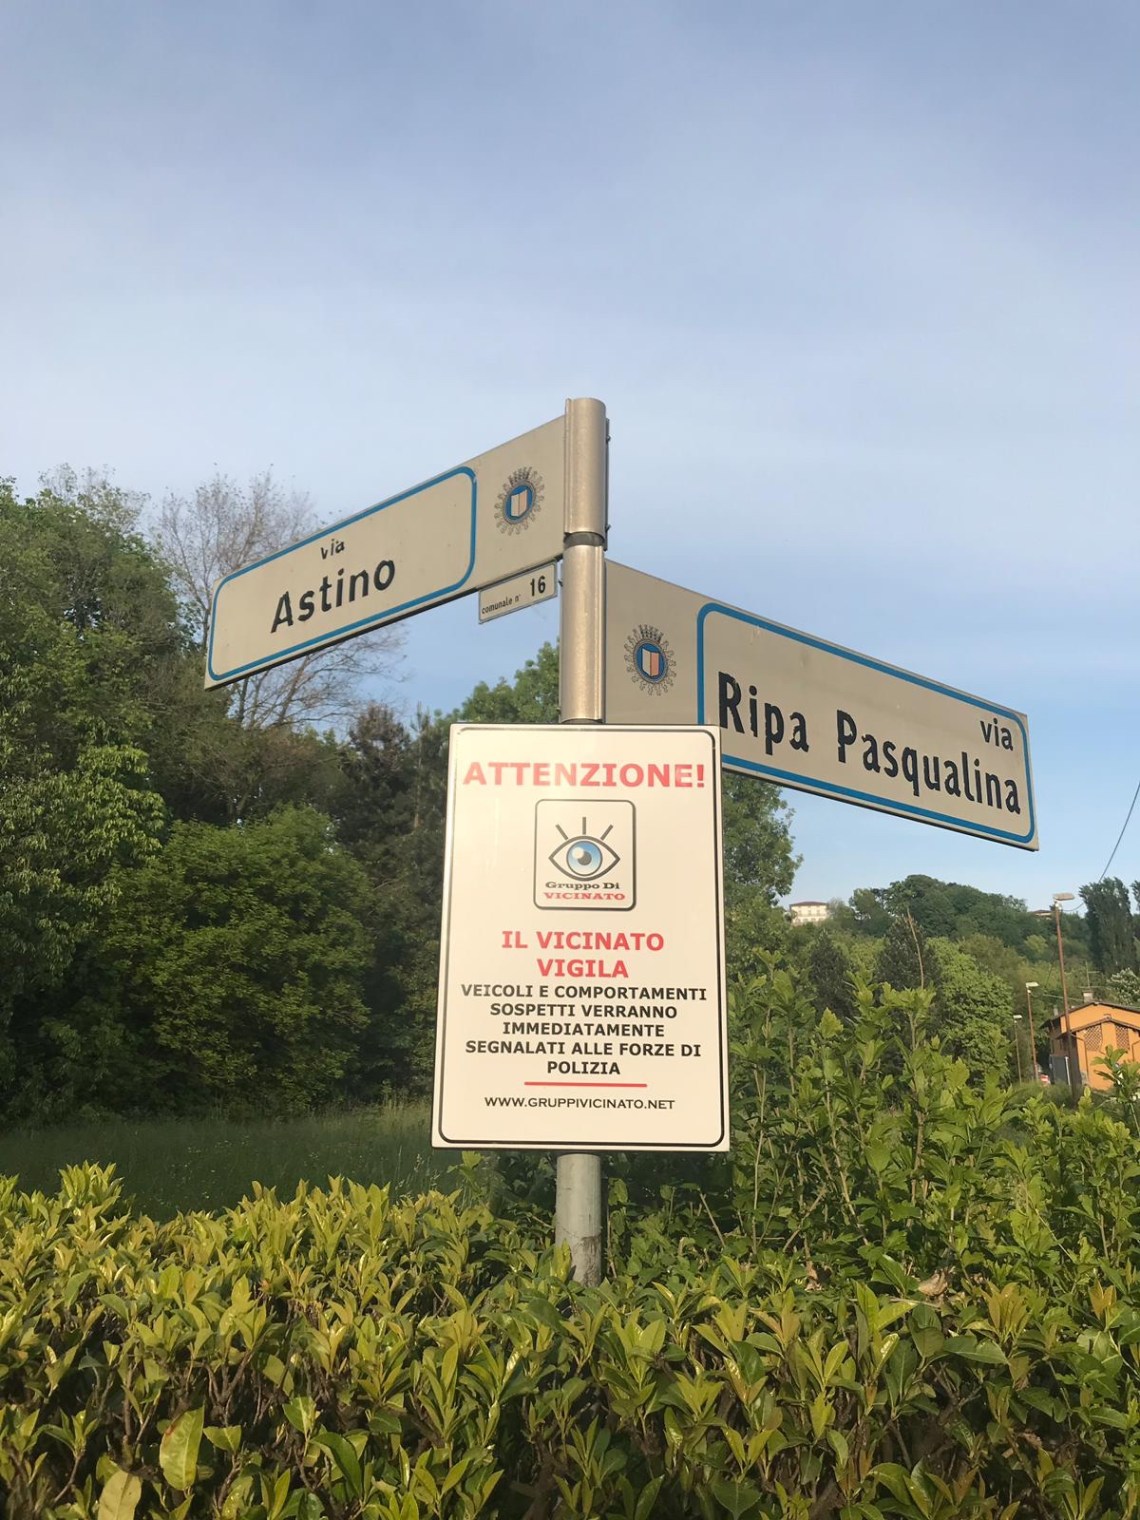 via
Astino
comunale n° 16
via
Ripa Pasqualina
ATTENZIONE!
Gruppo Di
VICINATO
IL VICINATO
VIGILA
VEICOLI E COMPORTAMENTI
SOSPETTI VERRANNO
IMMEDIATAMENTE
SEGNALATI ALLE FORZE DI
POLIZIA
WWW.GRUPPIVICINATO.NET